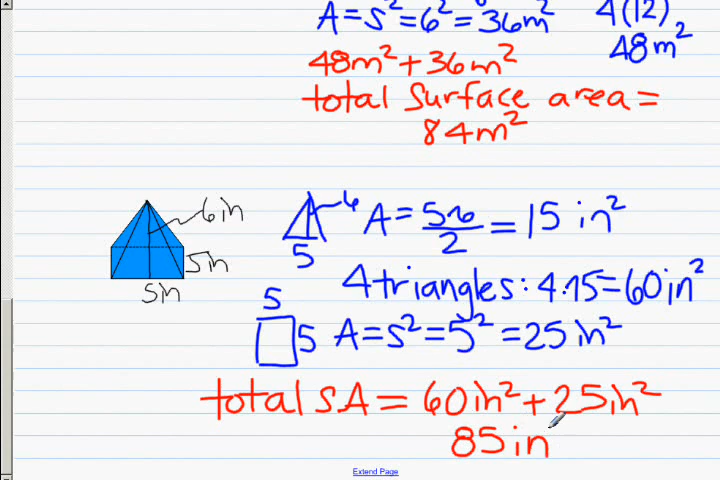 A = s² = 6² = 36m²
4(12)
48m²
48m² + 36m²
total surface area =
84m²
6in
5in
5in
6
5
A = 5·6/2 = 15 in²
4 triangles: 4·15 = 60in²
5
5
A = s² = 5² = 25in²
total SA = 60in² + 25in²
85in
Extend Page